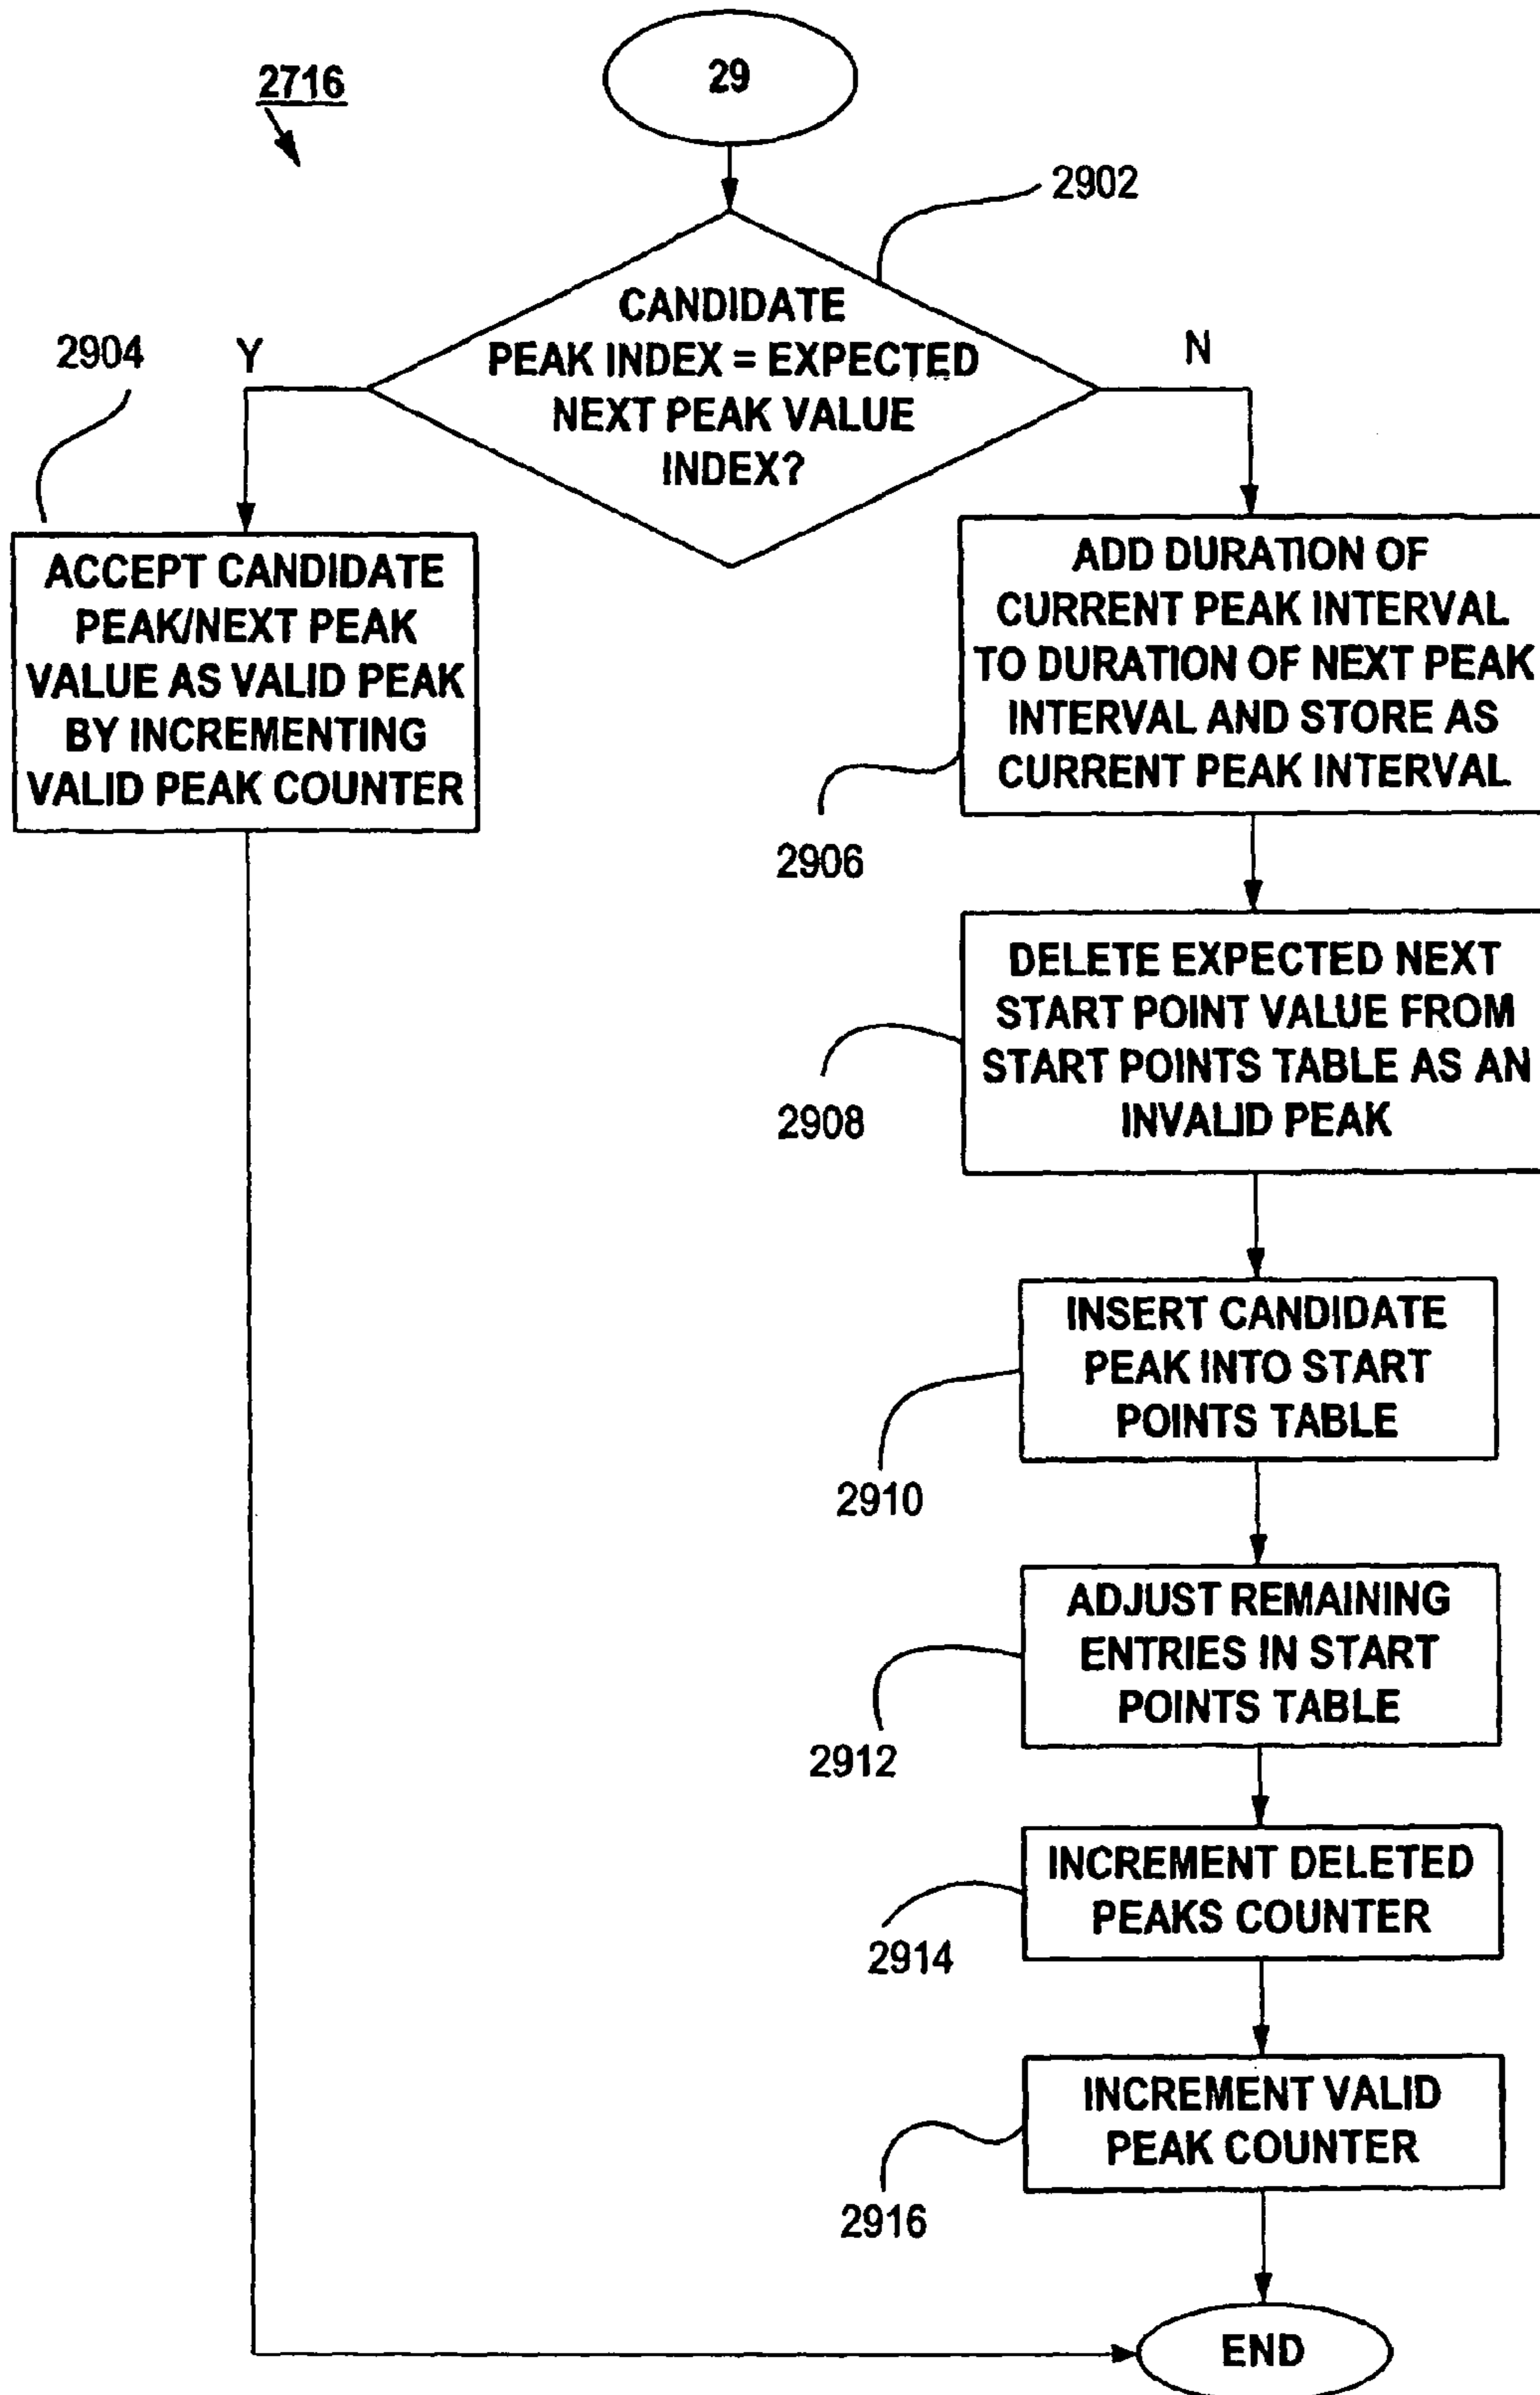 2716
29
2902
CANDIDATE
PEAK INDEX = EXPECTED
NEXT PEAK VALUE
INDEX?
Y
N
2904
ACCEPT CANDIDATE
PEAK/NEXT PEAK
VALUE AS VALID PEAK
BY INCREMENTING
VALID PEAK COUNTER
ADD DURATION OF
CURRENT PEAK INTERVAL
TO DURATION OF NEXT PEAK
INTERVAL AND STORE AS
CURRENT PEAK INTERVAL
2906
DELETE EXPECTED NEXT
START POINT VALUE FROM
START POINTS TABLE AS AN
INVALID PEAK
2908
INSERT CANDIDATE
PEAK INTO START
POINTS TABLE
2910
ADJUST REMAINING
ENTRIES IN START
POINTS TABLE
2912
INCREMENT DELETED
PEAKS COUNTER
2914
INCREMENT VALID
PEAK COUNTER
2916
END